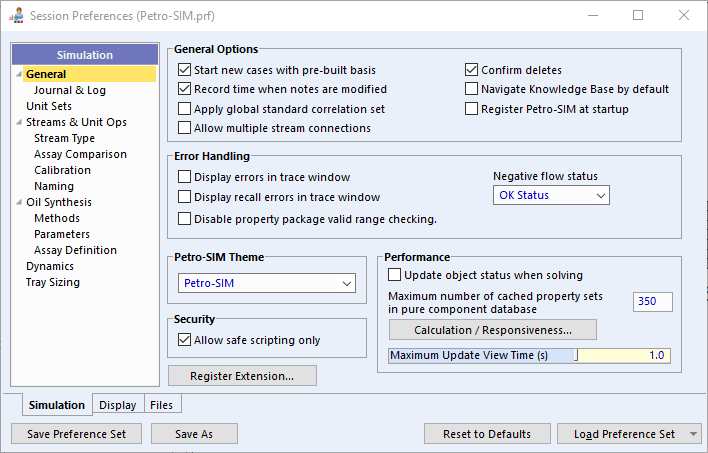 Session Preferences (Petro-SIM.prf)
Simulation
General
Journal & Log
Unit Sets
Streams & Unit Ops
Stream Type
Assay Comparison
Calibration
Naming
Oil Synthesis
Methods
Parameters
Assay Definition
Dynamics
Tray Sizing
General Options
Start new cases with pre-built basis
Record time when notes are modified
Apply global standard correlation set
Allow multiple stream connections
Confirm deletes
Navigate Knowledge Base by default
Register Petro-SIM at startup
Error Handling
Display errors in trace window
Display recall errors in trace window
Disable property package valid range checking.
Negative flow status
OK Status
Petro-SIM Theme
Petro-SIM
Security
Allow safe scripting only
Register Extension...
Performance
Update object status when solving
Maximum number of cached property sets
in pure component database
350
Calculation / Responsiveness...
Maximum Update View Time (s) 1.0
Simulation Display Files
Save Preference Set Save As Reset to Defaults Load Preference Set